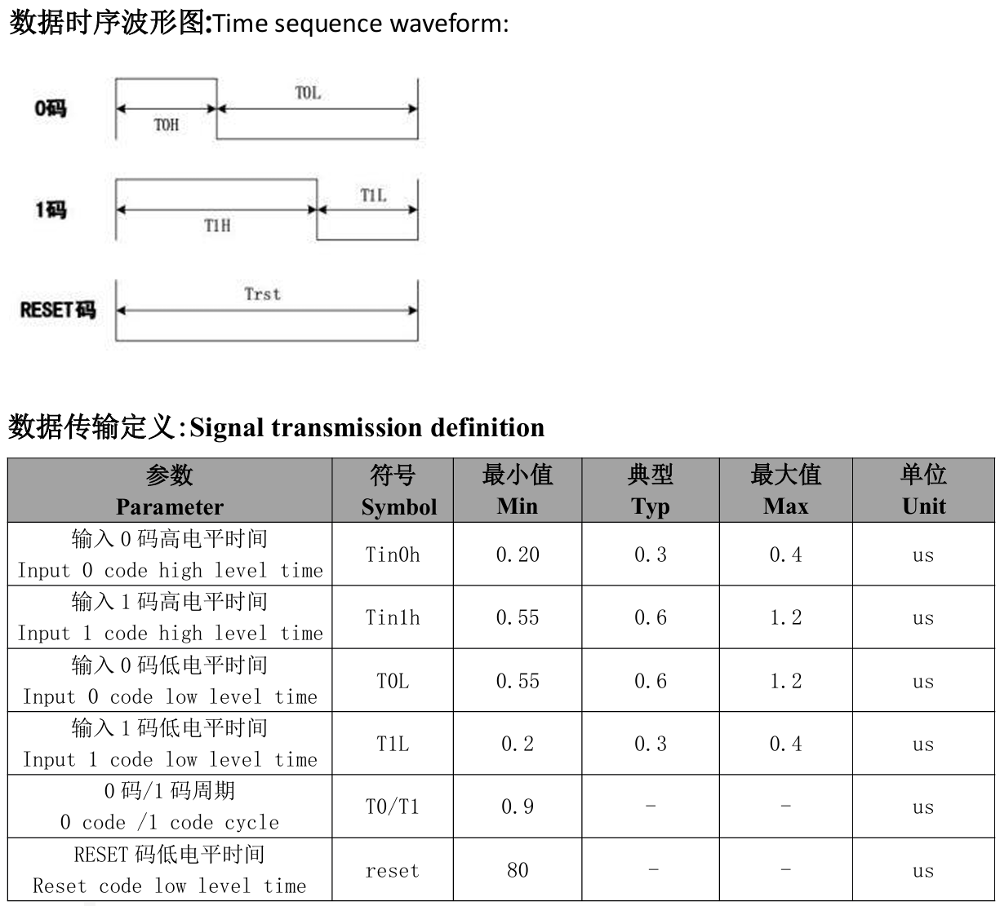 数据时序波形图:Time sequence waveform:
0码
T0H
T0L
1码
T1H
T1L
RESET码
Trst
数据传输定义:Signal transmission definition
参数 符号 最小值 典型 最大值 单位
Parameter Symbol Min Typ Max Unit
输入0码高电平时间
Input 0 code high level time
Tin0h 0.20 0.3 0.4 us
输入1码高电平时间
Input 1 code high level time
Tin1h 0.55 0.6 1.2 us
输入0码低电平时间
Input 0 code low level time
T0L 0.55 0.6 1.2 us
输入1码低电平时间
Input 1 code low level time
T1L 0.2 0.3 0.4 us
0码/1码周期
0 code /1 code cycle
T0/T1 0.9 - - us
RESET码低电平时间
Reset code low level time
reset 80 - - us